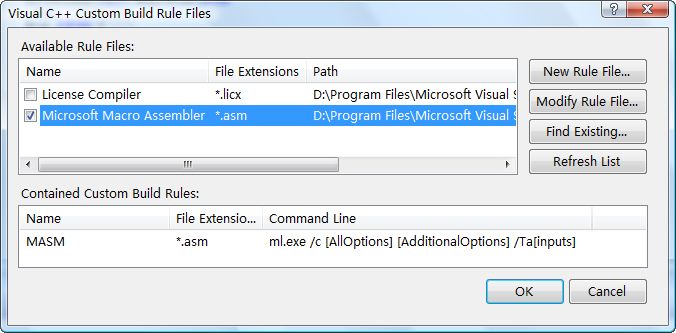 Visual C++ Custom Build Rule Files
Available Rule Files:
Name File Extensions Path
License Compiler *.licx D:\Program Files\Microsoft Visual S
Microsoft Macro Assembler *.asm D:\Program Files\Microsoft Visual S
New Rule File...
Modify Rule File...
Find Existing...
Refresh List
Contained Custom Build Rules:
Name File Extensio... Command Line
MASM *.asm ml.exe /c [AllOptions] [AdditionalOptions] /Ta[inputs]
OK Cancel